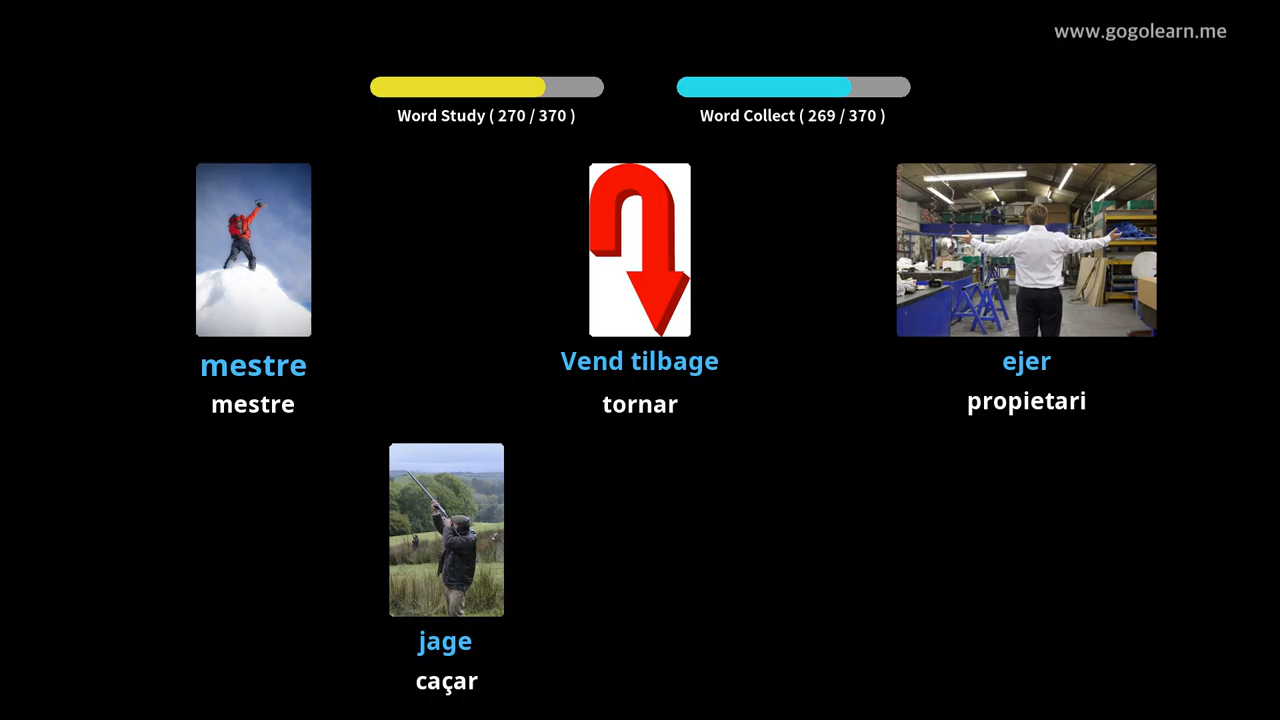 www.gogolearn.me
Word Study ( 270 / 370 )
Word Collect ( 269 / 370 )
mestre
mestre
Vend tilbage
tornar
ejer
propietari
jage
caçar